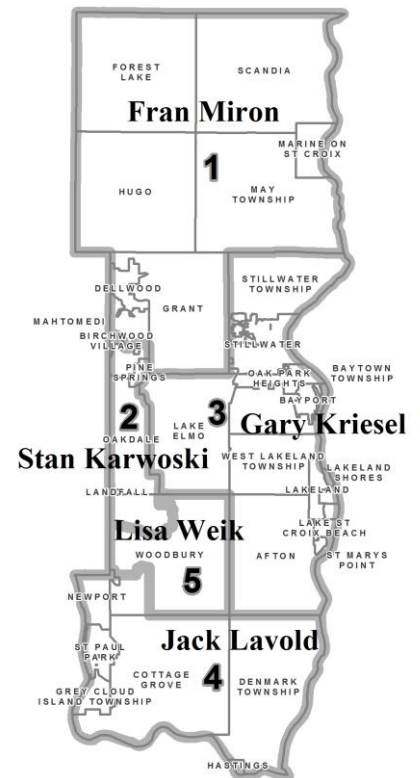 FOREST
LAKE
SCANDIA
Fran Miron
MARINE ON
ST CROIX
1
HUGO
MAY
TOWNSHIP
STILLWATER
TOWNSHIP
DELLWOOD
GRANT
MAHTOMEDI
BIRCHWOOD
VILLAGE
STILLWATER
PINE
SPRINGS
OAK PARK
HEIGHTS
BAYTOWN
TOWNSHIP
BAYPORT
2
3
LAKE
ELMO
Gary Kriesel
OAKDALE
Stan Karwoski
WEST LAKELAND
TOWNSHIP
LAKELAND
SHORES
LANDFALL
LAKELAND
Lisa Weik
LAKE ST
CROIX BEACH
WOODBURY
AFTON
ST MARYS
POINT
5
NEWPORT
Jack Lavold
ST PAUL
PARK
COTTAGE
GROVE
4
DENMARK
TOWNSHIP
GREY CLOUD
ISLAND TOWNSHIP
HASTINGS